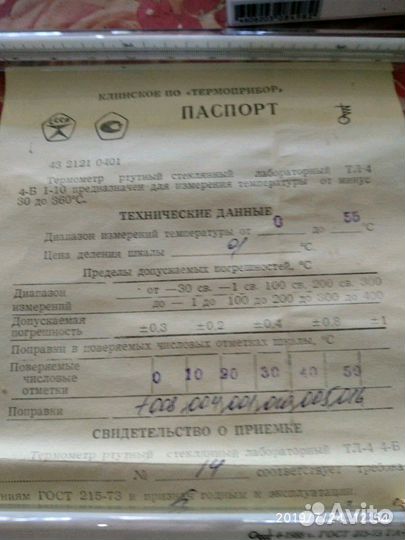 КЛИНСКОЕ ПО «ТЕРМОПРИБОР»
ПАСПОРТ
СССР
43 2121 0401
Термометр ртутный стеклянный лабораторный ТЛ-4
4-Б 1-10 предназначен для измерения температуры от минус
30 до 360°С.
ТЕХНИЧЕСКИЕ ДАННЫЕ
Диапазон измерений температуры от 0 до 55 °С
Цена деления шкалы 0,1 °С.
Пределы допускаемых погрешностей, °С
Диапазон измерений от —30 до — 1 св. —1 до 100 св. 100 до 200 св. 200 до 300 св. 300 до 400
Допускаемая погрешность ±0,3 ±0,2 ±0,4 ±0,8 ±1
Поправки в поверяемых числовых отметках шкалы, °С
Поверяемые числовые отметки 0 10 20 30 40 50
Поправки
СВИДЕТЕЛЬСТВО О ПРИЕМКЕ
Термометр ртутный стеклянный лабораторный ТЛ-4 4-Б
№ 14 соответствует требова
ниям ГОСТ 215-73 и признан годным к эксплуатации.
Avito